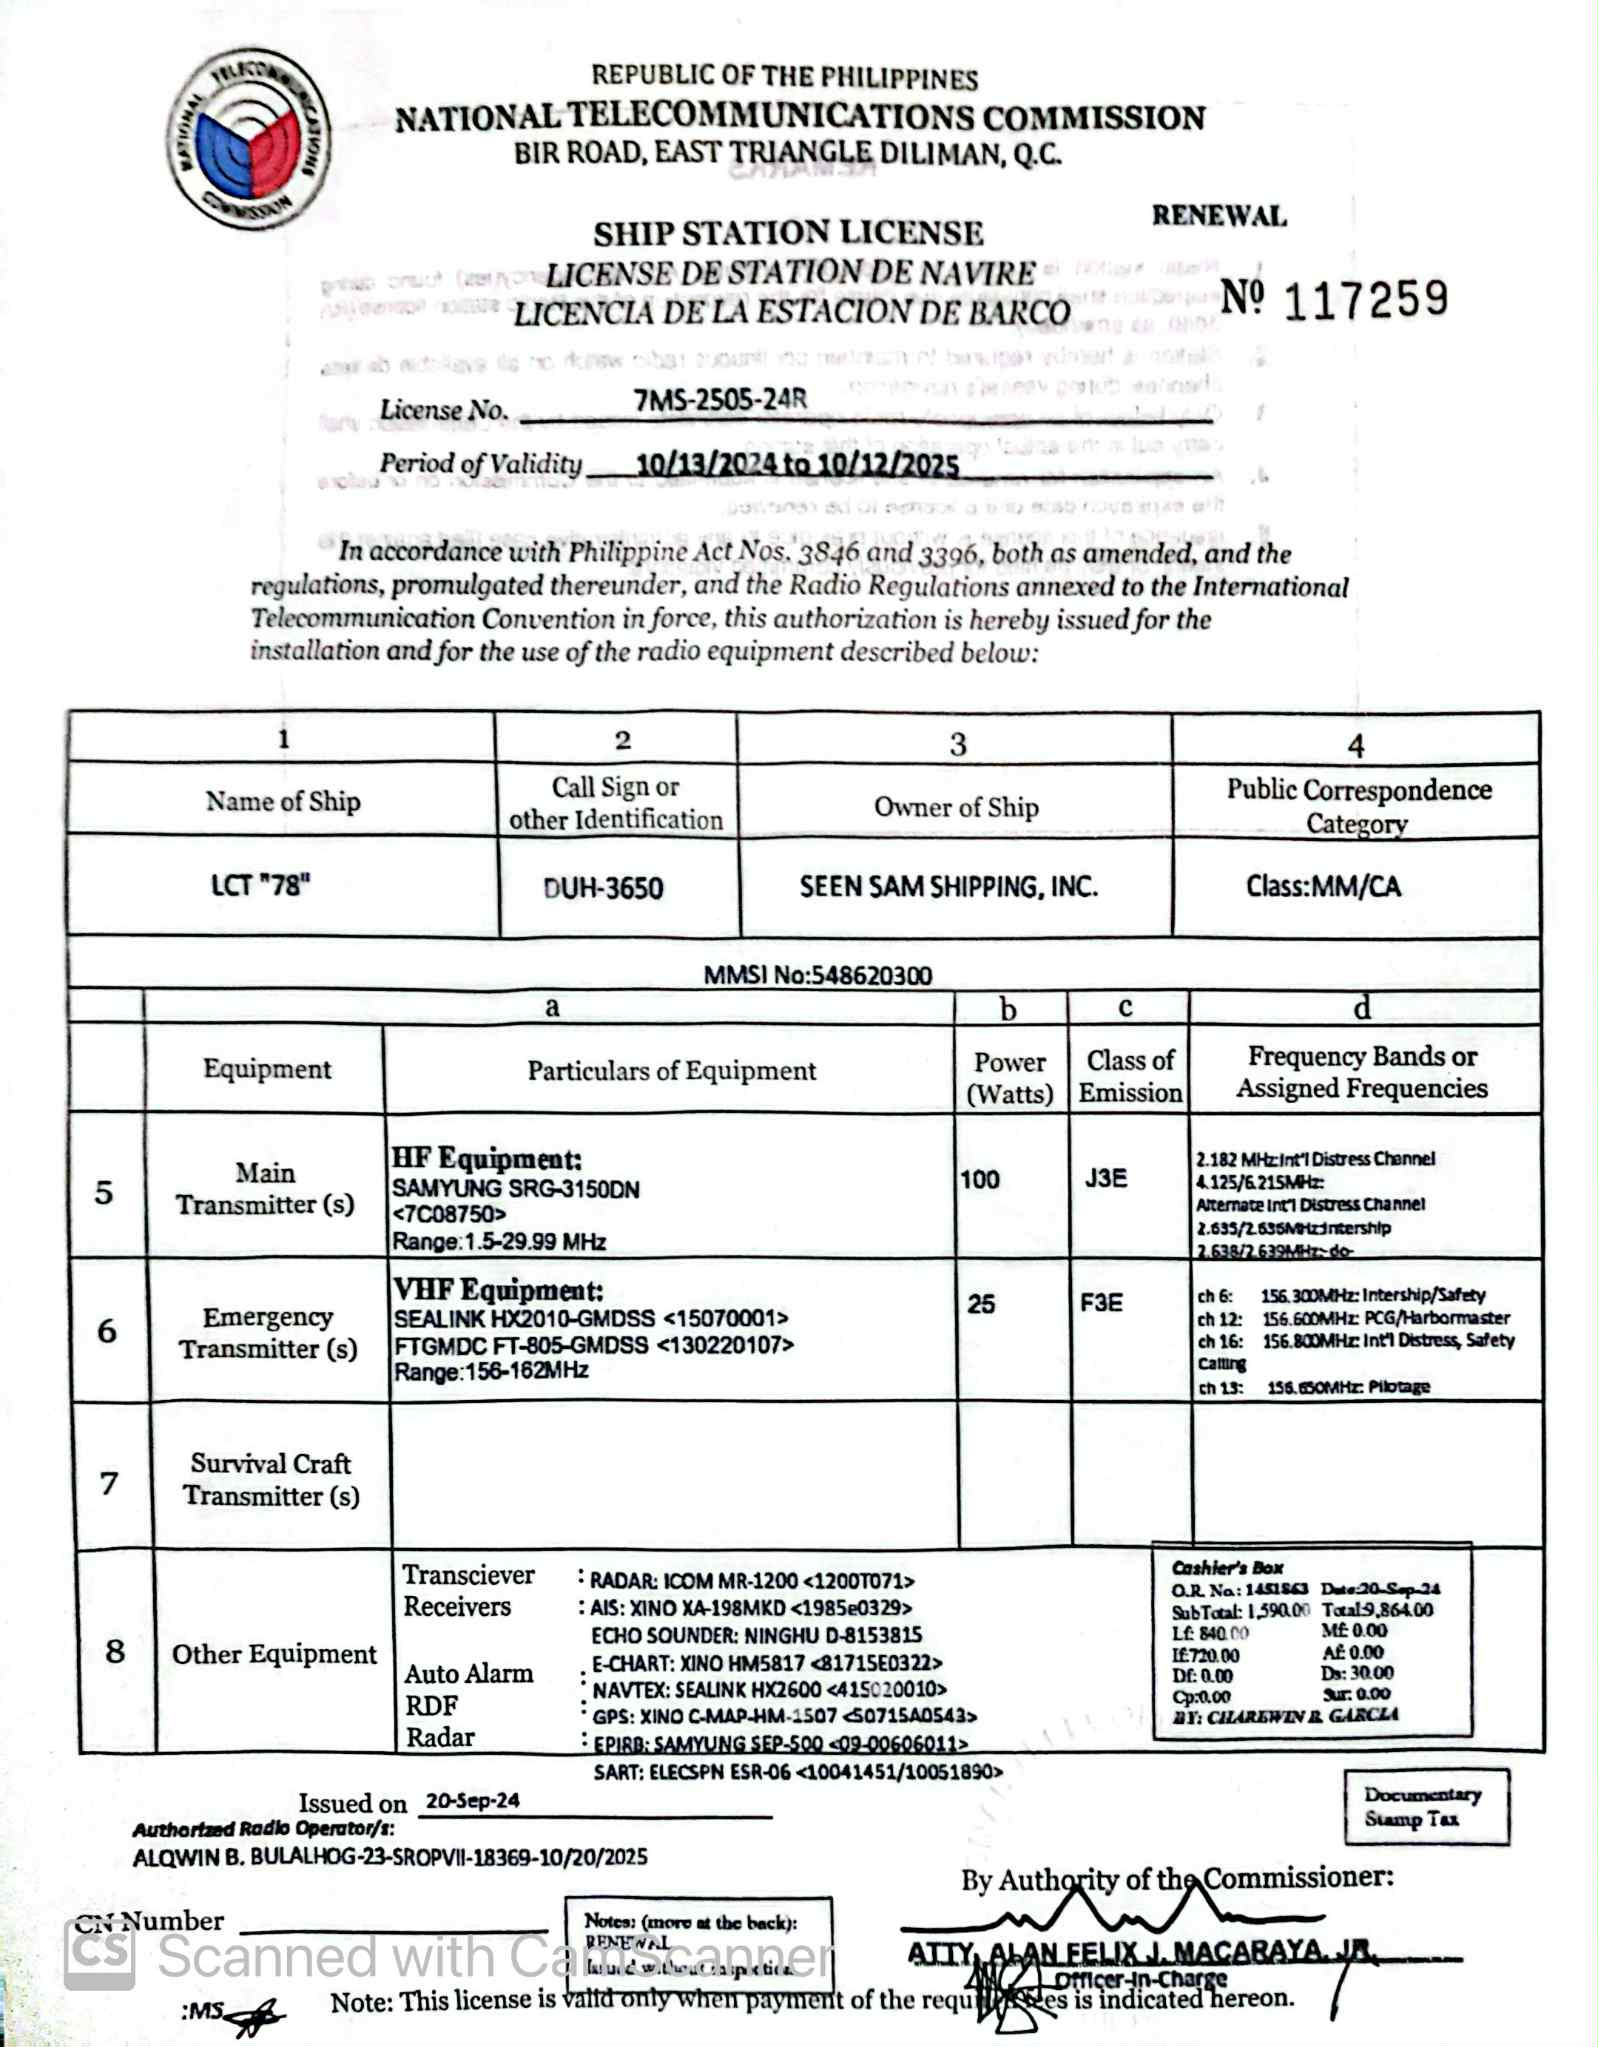 NATIONAL TELECOMMUNICATIONS COMMISSION
REPUBLIC OF THE PHILIPPINES
NATIONAL TELECOMMUNICATIONS COMMISSION
BIR ROAD, EAST TRIANGLE DILIMAN, Q.C.
RENEWAL
SHIP STATION LICENSE
LICENSE DE STATION DE NAVIRE
LICENCIA DE LA ESTACION DE BARCO
Nº 117259
License No. 7MS-2505-24R
Period of Validity 10/13/2024 to 10/12/2025
In accordance with Philippine Act Nos. 3846 and 3396, both as amended, and the
regulations, promulgated thereunder, and the Radio Regulations annexed to the International
Telecommunication Convention in force, this authorization is hereby issued for the
installation and for the use of the radio equipment described below:
1 2 3 4
Name of Ship
Call Sign or
other Identification
Owner of Ship
Public Correspondence
Category
LCT "78" DUH-3650 SEEN SAM SHIPPING, INC. Class:MM/CA
MMSI No:548620300
a b c d
Equipment
Particulars of Equipment
Power
(Watts)
Class of
Emission
Frequency Bands or
Assigned Frequencies
5
Main
Transmitter (s)
HF Equipment:
SAMYUNG SRG-3150DN
<7C08750>
Range:1.5-29.99 MHz
100
J3E
2.182 MHz:Int'l Distress Channel
4.125/6.215MHz:
Alternate Int'l Distress Channel
2.635/2.636MHz:Intership
2.638/2.639MHz:-do-
6
Emergency
Transmitter (s)
VHF Equipment:
SEALINK HX2010-GMDSS <15070001>
FTGMDC FT-805-GMDSS <130220107>
Range:156-162MHz
25
F3E
ch 6: 156.300MHz: Intership/Safety
ch 12: 156.600MHz: PCG/Harbormaster
ch 16: 156.800MHz: Int'l Distress, Safety
Calling
ch 13: 156.650MHz: Pilotage
7
Survival Craft
Transmitter (s)
8
Other Equipment
Transciever : RADAR: ICOM MR-1200 <1200T071>
Receivers : AIS: XINO XA-198MKD <1985e0329>
ECHO SOUNDER: NINGHU D-8153815
Auto Alarm : E-CHART: XINO HM5817 <81715E0322>
RDF : NAVTEX: SEALINK HX2600 <415020010>
: GPS: XINO C-MAP-HM-1507 <50715A0543>
Radar : EPIRB: SAMYUNG SEP-500 <09-00606011>
SART: ELECSPN ESR-06 <10041451/10051890>
Cashier's Box
O.R. No.: 1451863 Date:20-Sep-24
SubTotal: 1,590.00 Total:9,864.00
Lf: 840.00 Mf: 0.00
If:720.00 Af: 0.00
Df: 0.00 Ds: 30.00
Cp:0.00 Sur: 0.00
BY: CHAREWIN R. GARCIA
Issued on 20-Sep-24
Documentary
Stamp Tax
Authorized Radio Operator/s:
ALQWIN B. BULALHOG-23-SROPVII-18369-10/20/2025
By Authority of the Commissioner:
CN Number
Notes: (more at the back):
RENEWAL
Issued without inspection
ATTY. ALAN FELIX J. MACARAYA, JR.
Officer-In-Charge
CS Scanned with CamScanner
:MS
Note: This license is valid only when payment of the required fees is indicated hereon.